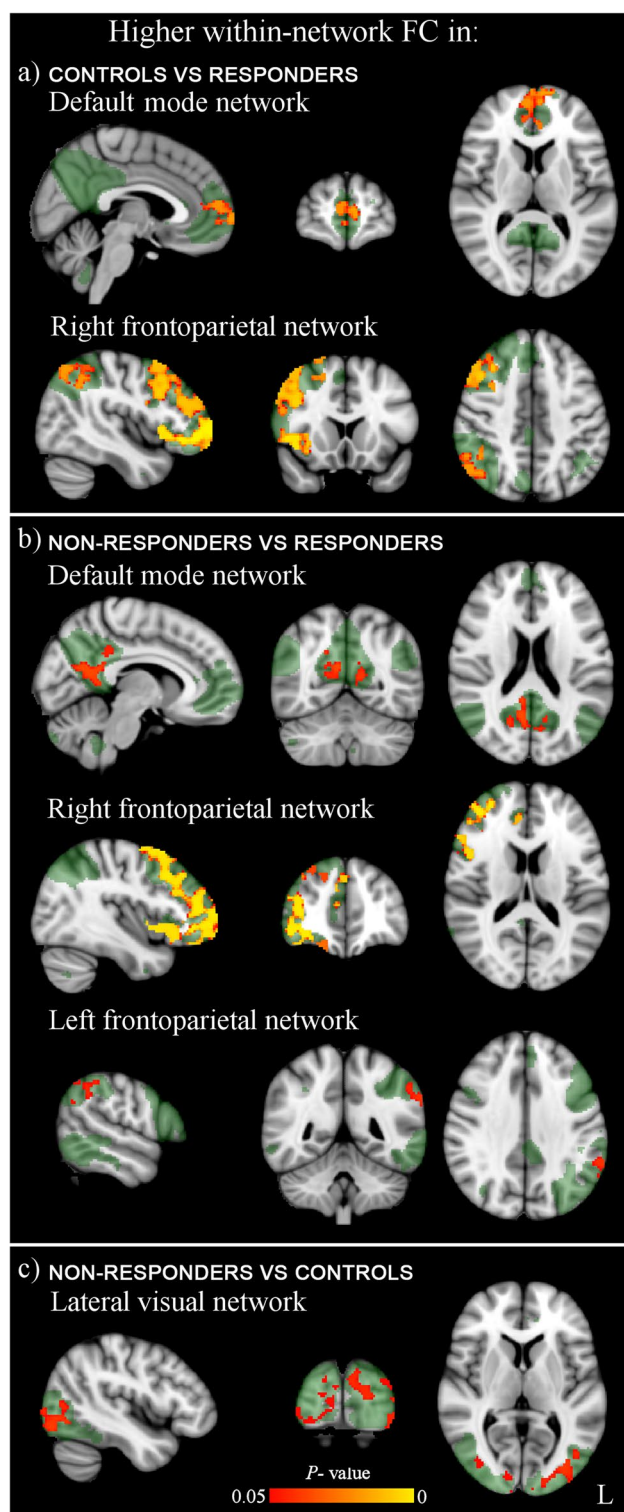 Higher within-network FC in:
a) CONTROLS VS RESPONDERS
Default mode network
Right frontoparietal network
b) NON-RESPONDERS VS RESPONDERS
Default mode network
Right frontoparietal network
Left frontoparietal network
c) NON-RESPONDERS VS CONTROLS
Lateral visual network
P- value
0.05 0
L